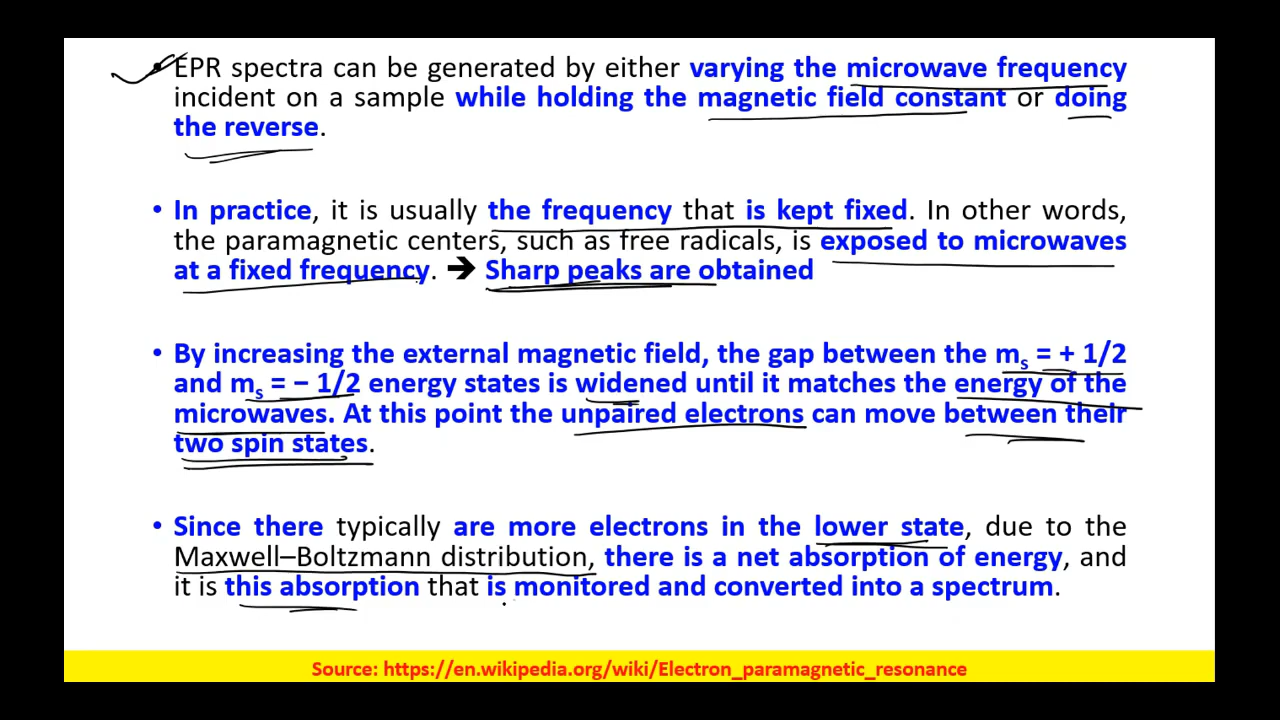 • EPR spectra can be generated by either varying the microwave frequency
incident on a sample while holding the magnetic field constant or doing
the reverse.
• In practice, it is usually the frequency that is kept fixed. In other words,
the paramagnetic centers, such as free radicals, is exposed to microwaves
at a fixed frequency. ➔ Sharp peaks are obtained
• By increasing the external magnetic field, the gap between the mₛ = + 1/2
and mₛ = − 1/2 energy states is widened until it matches the energy of the
microwaves. At this point the unpaired electrons can move between their
two spin states.
• Since there typically are more electrons in the lower state, due to the
Maxwell–Boltzmann distribution, there is a net absorption of energy, and
it is this absorption that is monitored and converted into a spectrum.
Source: https://en.wikipedia.org/wiki/Electron_paramagnetic_resonance